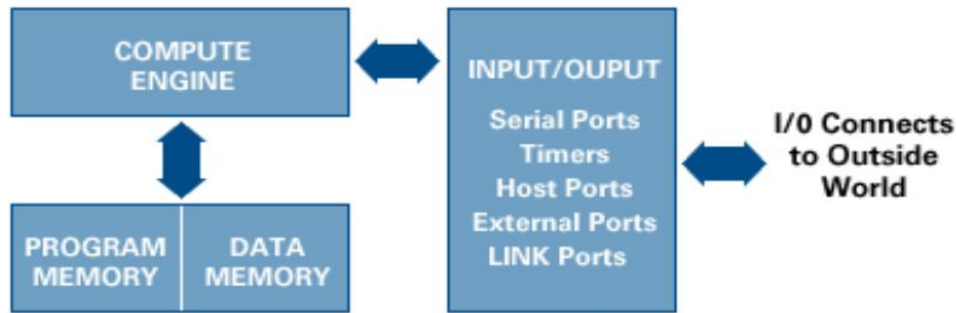 COMPUTE
ENGINE
INPUT/OUPUT
Serial Ports
Timers
Host Ports
External Ports
LINK Ports
I/0 Connects
to Outside
World
PROGRAM
MEMORY
DATA
MEMORY